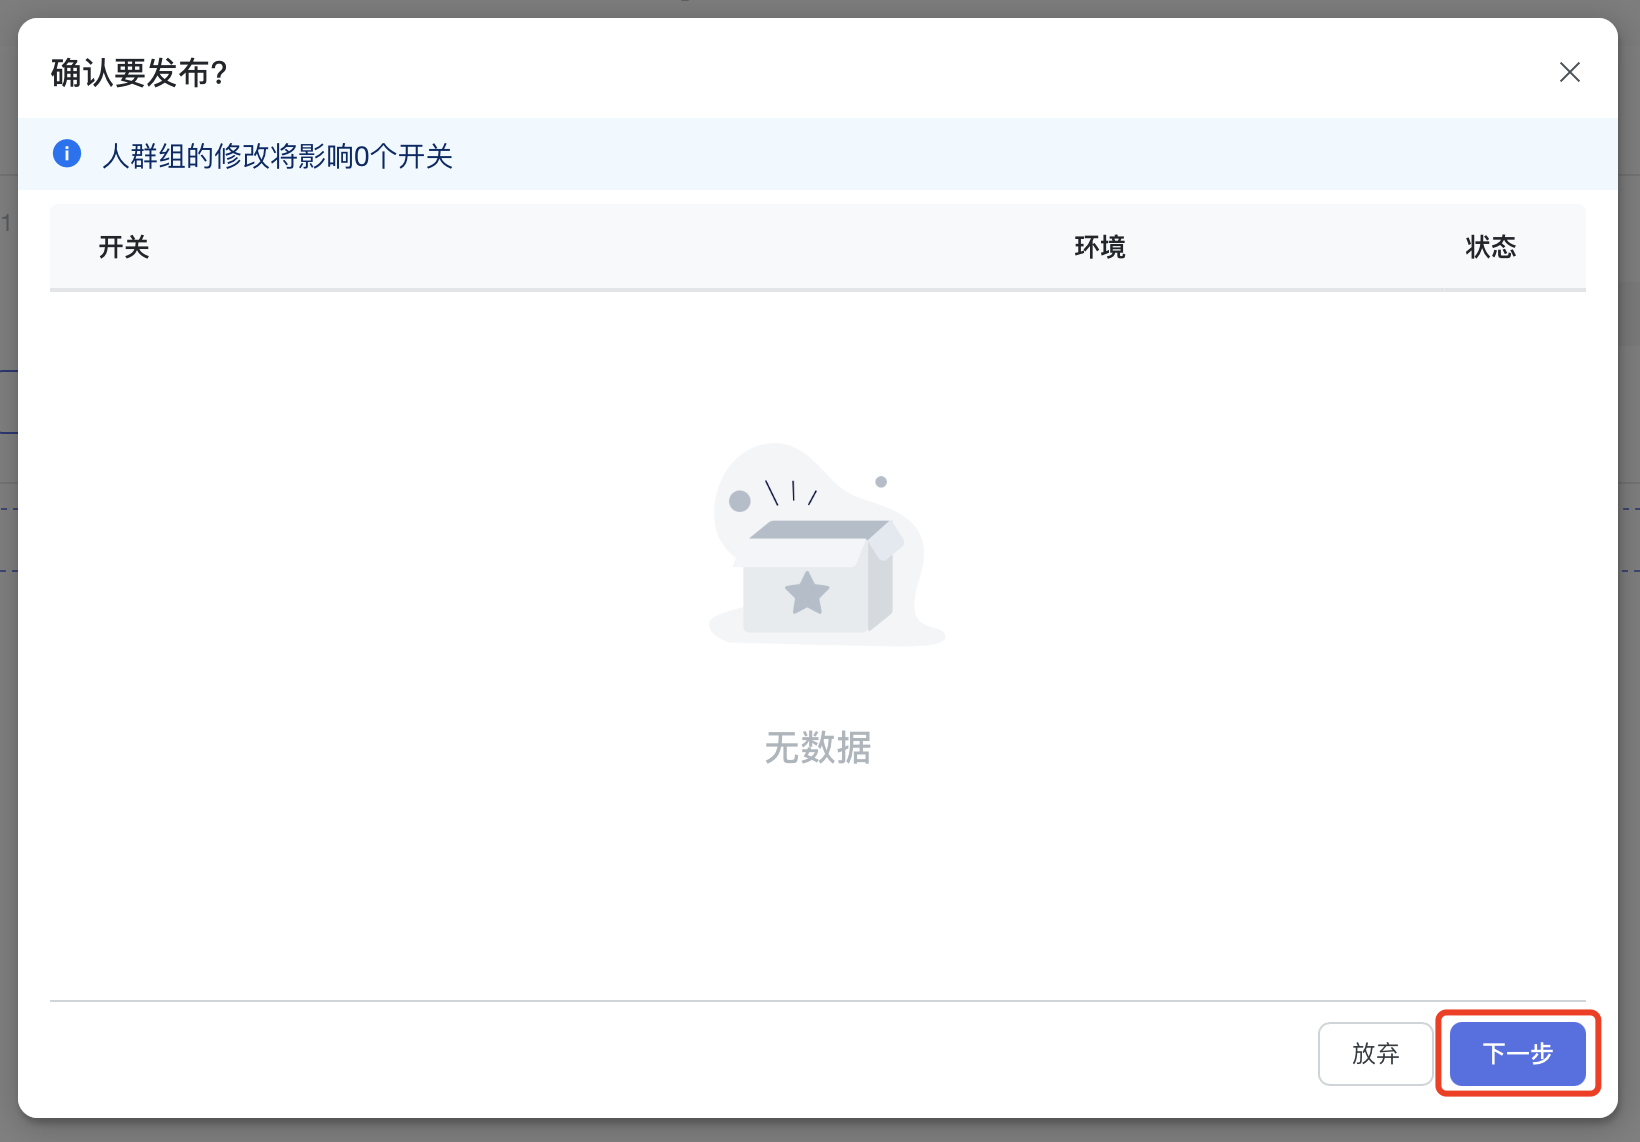 确认要发布?
人群组的修改将影响0个开关
1
开关 环境 状态
无数据
放弃 下一步